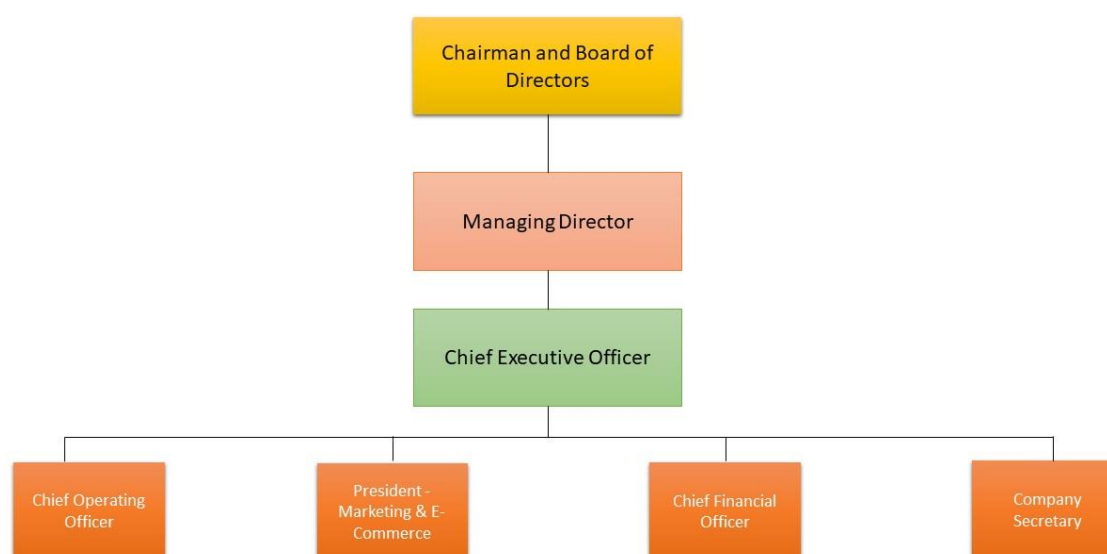 Chairman and Board of
Directors
Managing Director
Chief Executive Officer
Chief Operating
Officer
President -
Marketing & E-
Commerce
Chief Financial
Officer
Company
Secretary